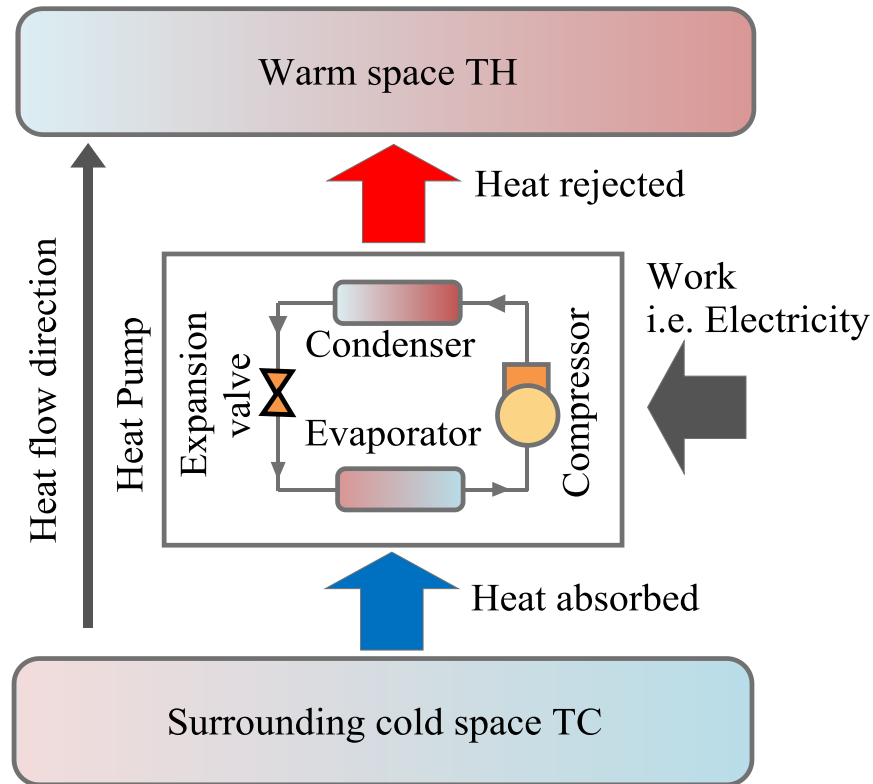 Warm space TH
Heat rejected
Work
i.e. Electricity
Heat flow direction
Heat Pump
Expansion
valve
Condenser
Evaporator
Compressor
Heat absorbed
Surrounding cold space TC